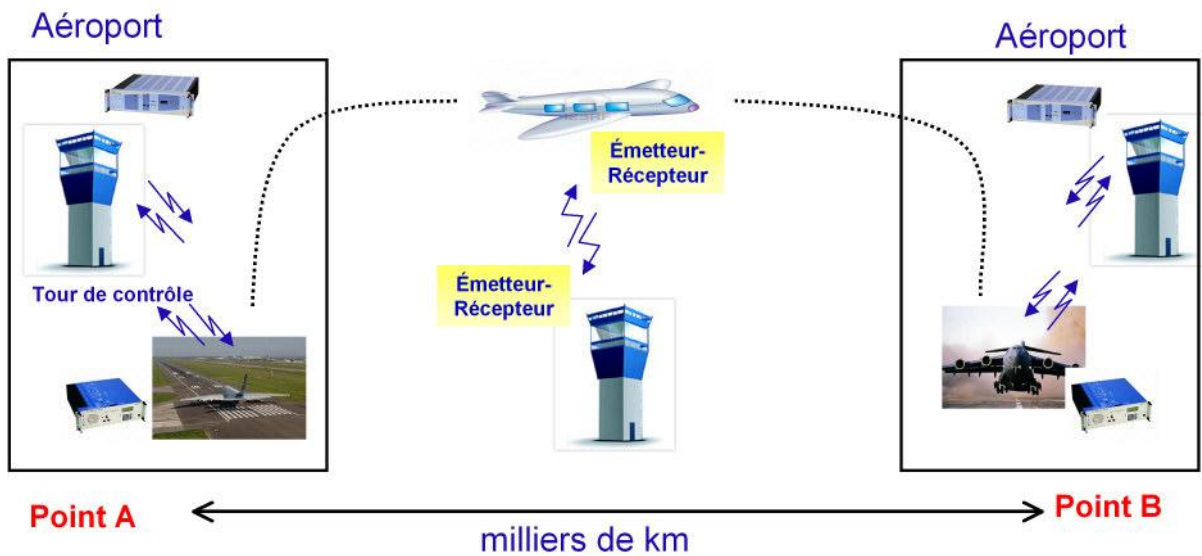 Aéroport
Aéroport
Émetteur-
Récepteur
Émetteur-
Récepteur
Tour de contrôle
Point A
Point B
milliers de km